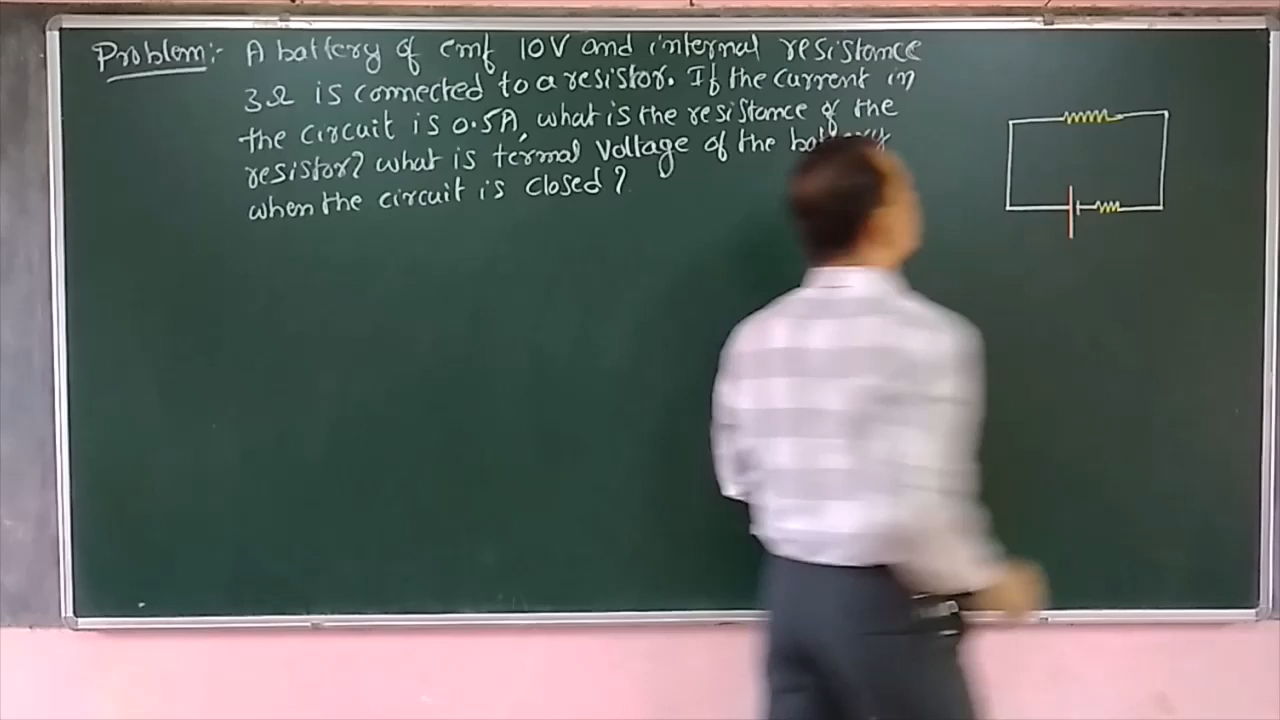 Problem:- A battery of emf 10V and internal resistance
3Ω is connected to a resistor. If the current in
the circuit is 0.5A, what is the resistance of the
resistor? what is termal voltage of the
when the circuit is closed?